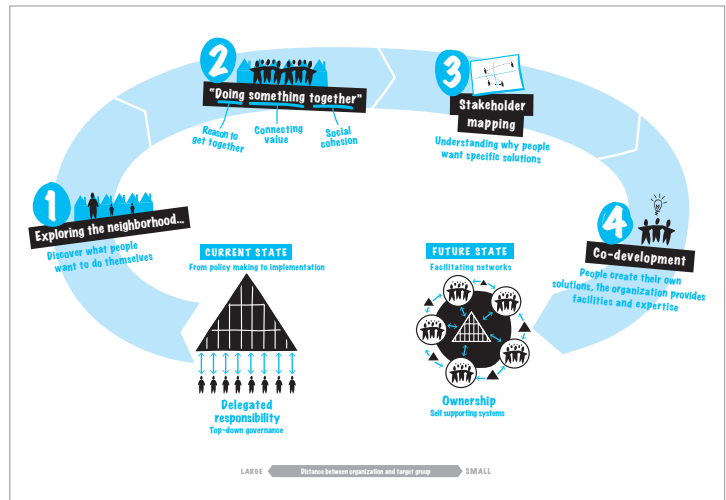 1
Exploring the neighborhood...
Discover what people
want to do themselves
2
"Doing something together"
Reason to
get together
Connecting
value
Social
cohesion
3
Stakeholder
mapping
Understanding why people
want specific solutions
4
Co-development
People create their own
solutions, the organization provides
facilities and expertise
CURRENT STATE
From policy making to implementation
Delegated
responsibility
Top-down governance
FUTURE STATE
Facilitating networks
Ownership
Self supporting systems
LARGE Distance between organization and target group SMALL